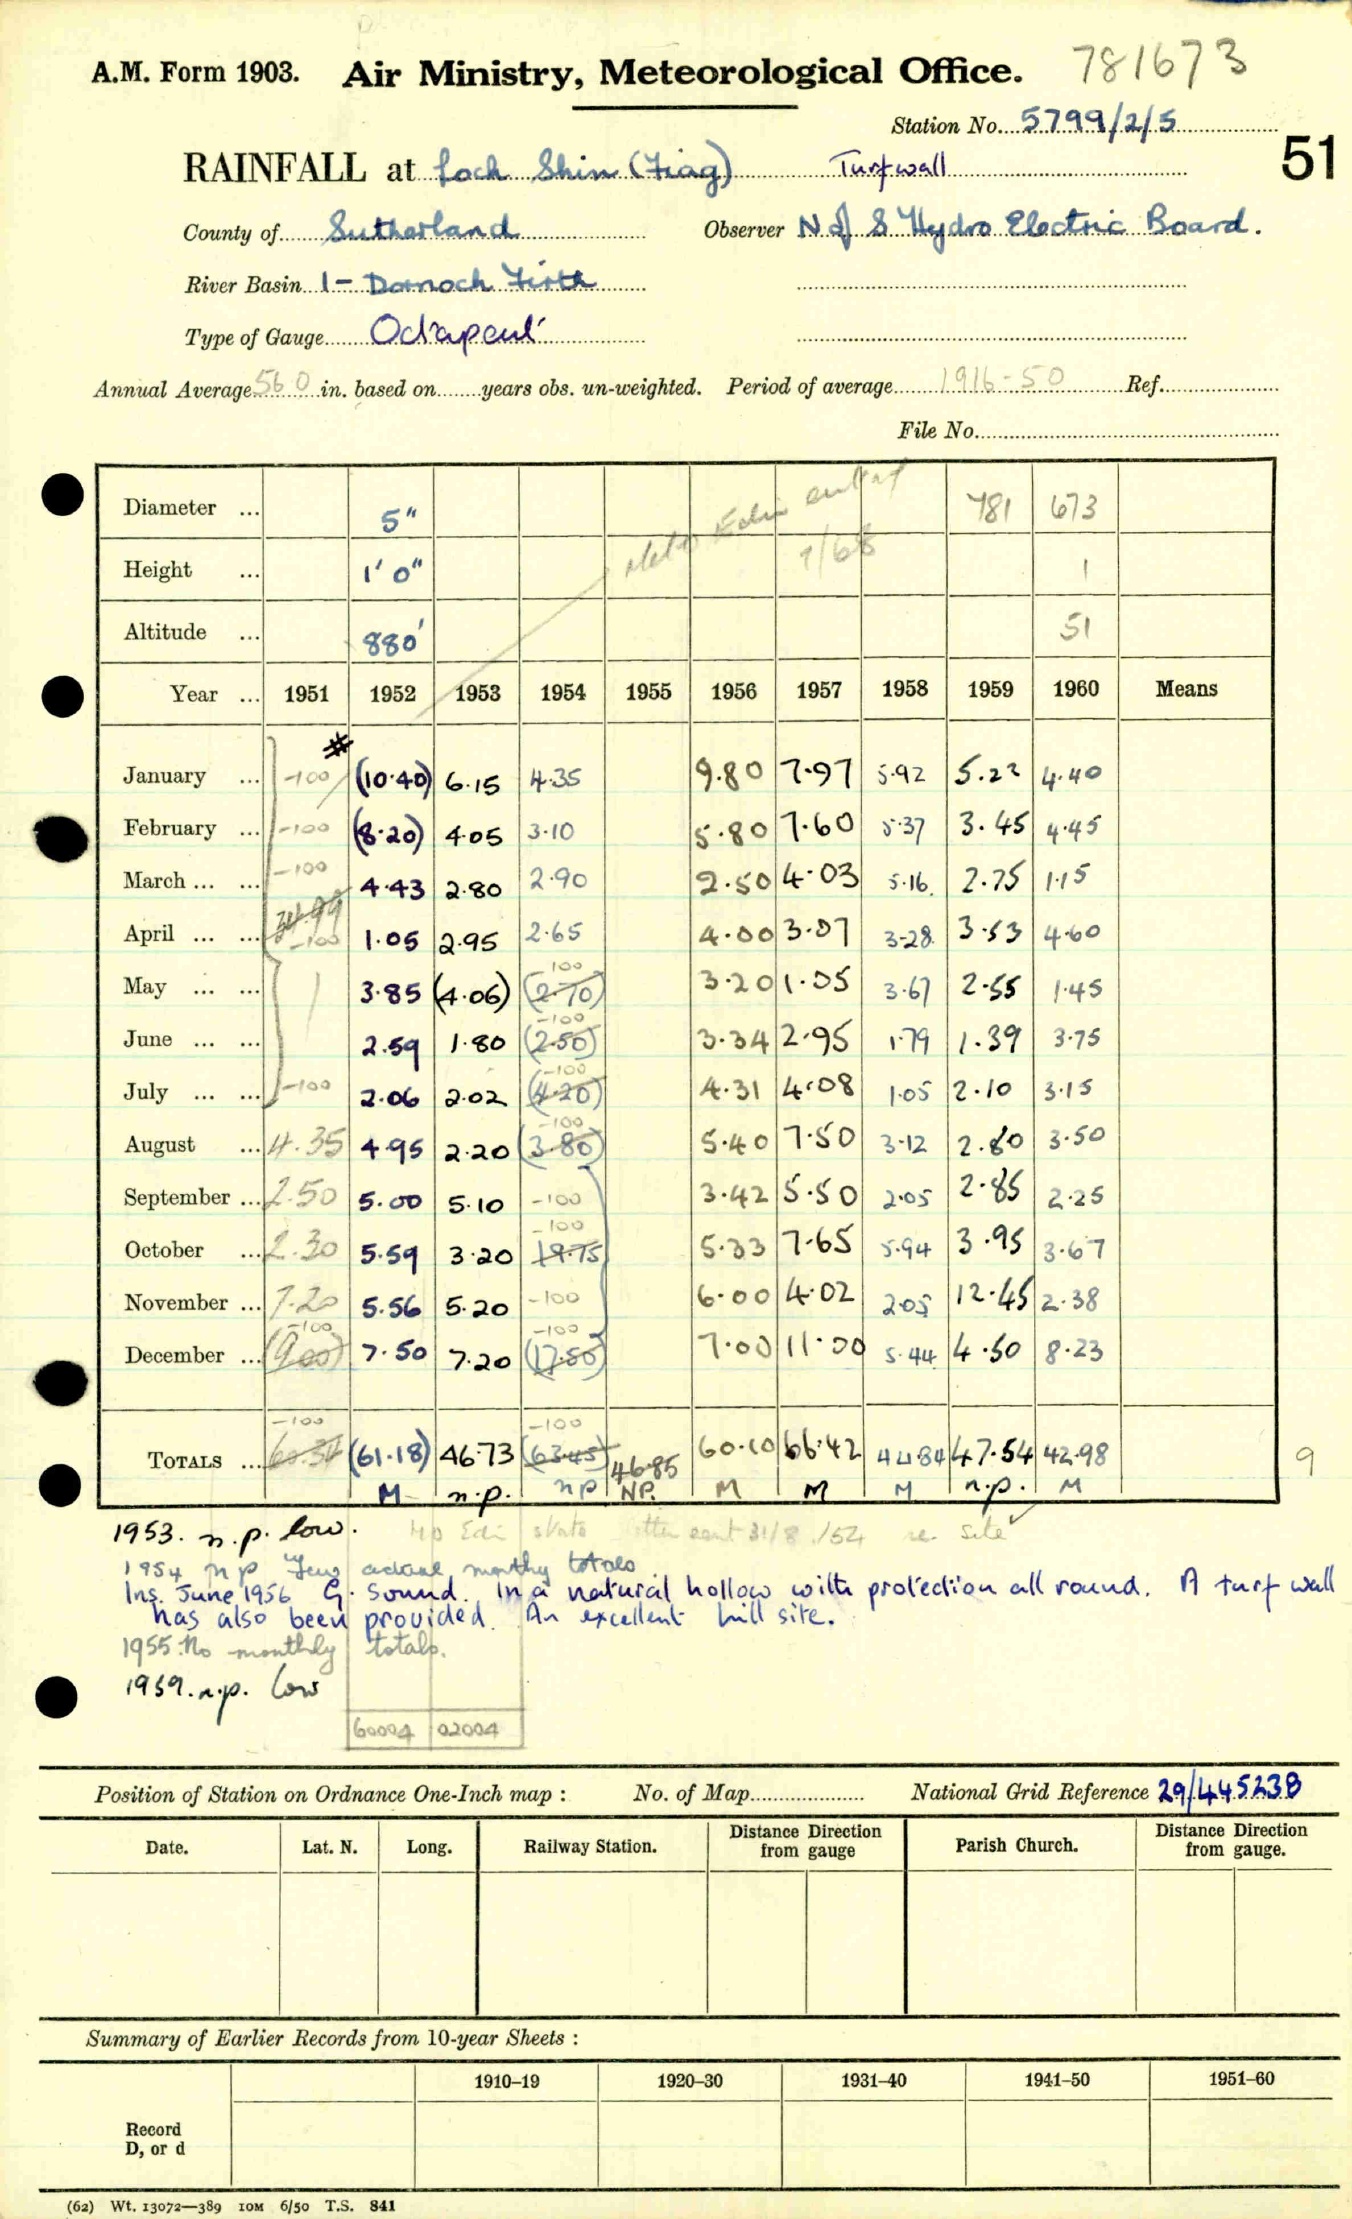 A.M. Form 1903. Air Ministry, Meteorological Office. 781673
Station No. 5799/2/5
51
RAINFALL at Loch Shin (Fiag) Turfwall
County of Sutherland Observer N of S Hydro Electric Board.
River Basin 1 - Dornoch Firth
Type of Gauge Octapent
Annual Average 56.0 in. based on years obs. un-weighted. Period of average 1916-50 Ref.
File No.
Diameter ... 5" 781 673
Height ... 1' 0" 7/68 1
Altitude ... 880' 51
Year ... 1951 1952 1953 1954 1955 1956 1957 1958 1959 1960 Means
#
January ... -100 (10.40) 6.15 4.35 9.80 7.97 5.92 5.22 4.40
February ... -100 (8.20) 4.05 3.10 5.80 7.60 5.37 3.45 4.45
March ... ... -100 4.43 2.80 2.90 2.50 4.03 5.16 2.75 1.15
April ... ... 34.99 -100 1.05 2.95 2.65 4.00 3.07 3.28 3.53 4.60
May ... ... 3.85 (4.06) -100 (2.70) 3.20 1.05 3.67 2.55 1.45
June ... ... 2.59 1.80 -100 (2.50) 3.34 2.95 1.79 1.39 3.75
July ... ... -100 2.06 2.02 -100 (4.20) 4.31 4.08 1.05 2.10 3.15
August ... 4.35 4.95 2.20 -100 (3.80) 5.40 7.50 3.12 2.80 3.50
September ... 2.50 5.00 5.10 -100 3.42 5.50 2.05 2.85 2.25
October ... 2.30 5.59 3.20 -100 19.75 5.33 7.65 5.94 3.95 3.67
November ... 7.20 5.56 5.20 -100 6.00 4.02 2.05 12.45 2.38
December ... -100 (9.00) 7.50 7.20 -100 (17.50) 7.00 11.00 5.44 4.50 8.23
TOTALS ... -100 60.34 (61.18) 46.73 -100 (63.45) 46.85 60.10 66.42 44.84 47.54 42.98 9
M n.p. n p N.P. M M M n.p. M
1953. n.p. low. MO Edi letter sent 31/8/54 re. site
1954 n p Few actual monthly totals
Ins. June 1956 G. sound. In a natural hollow with protection all round. A turf wall
has also been provided. An excellent hill site.
1955. No monthly totals.
1959. n.p. low
60004 02004
Position of Station on Ordnance One-Inch map : No. of Map National Grid Reference 29/445238
Date. Lat. N. Long. Railway Station. Distance Direction from gauge Parish Church. Distance Direction from gauge.
Summary of Earlier Records from 10-year Sheets :
1910-19 1920-30 1931-40 1941-50 1951-60
Record
D, or d
(62) Wt. 13072—389 10M 6/50 T.S. 841